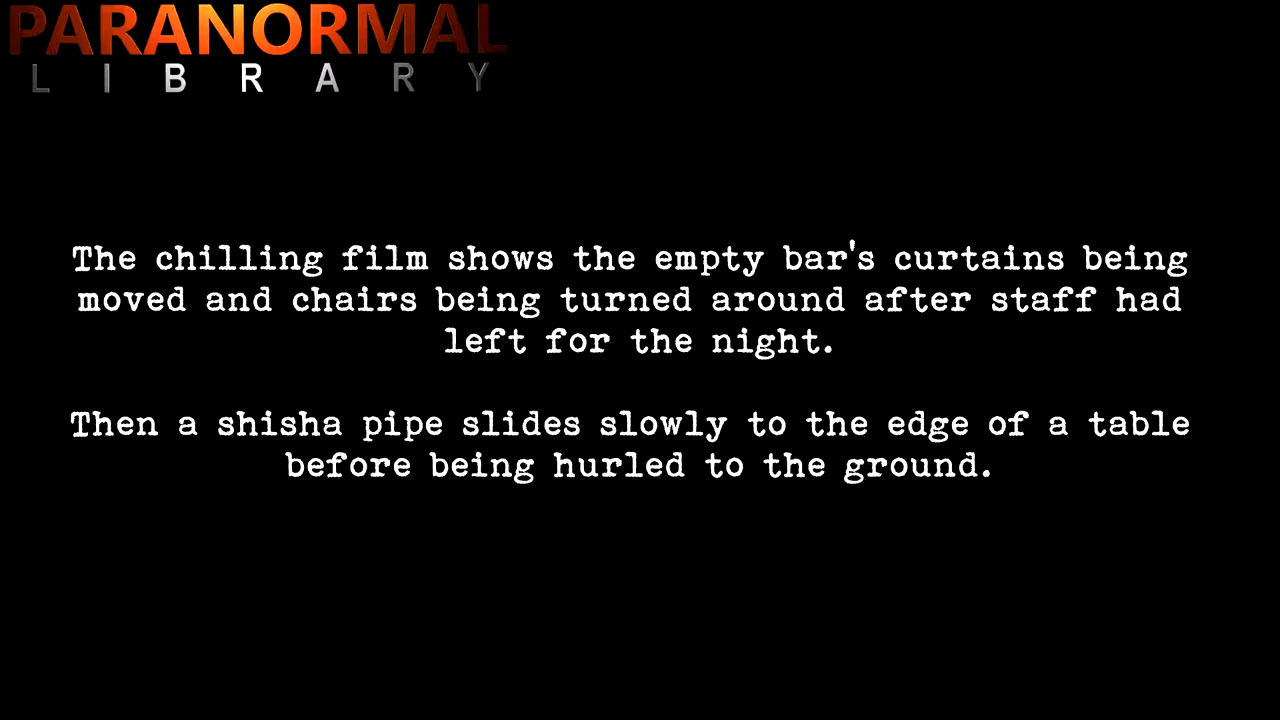 PARANORMAL
LIBRARY
The chilling film shows the empty bar's curtains being
moved and chairs being turned around after staff had
left for the night.
Then a shisha pipe slides slowly to the edge of a table
before being hurled to the ground.